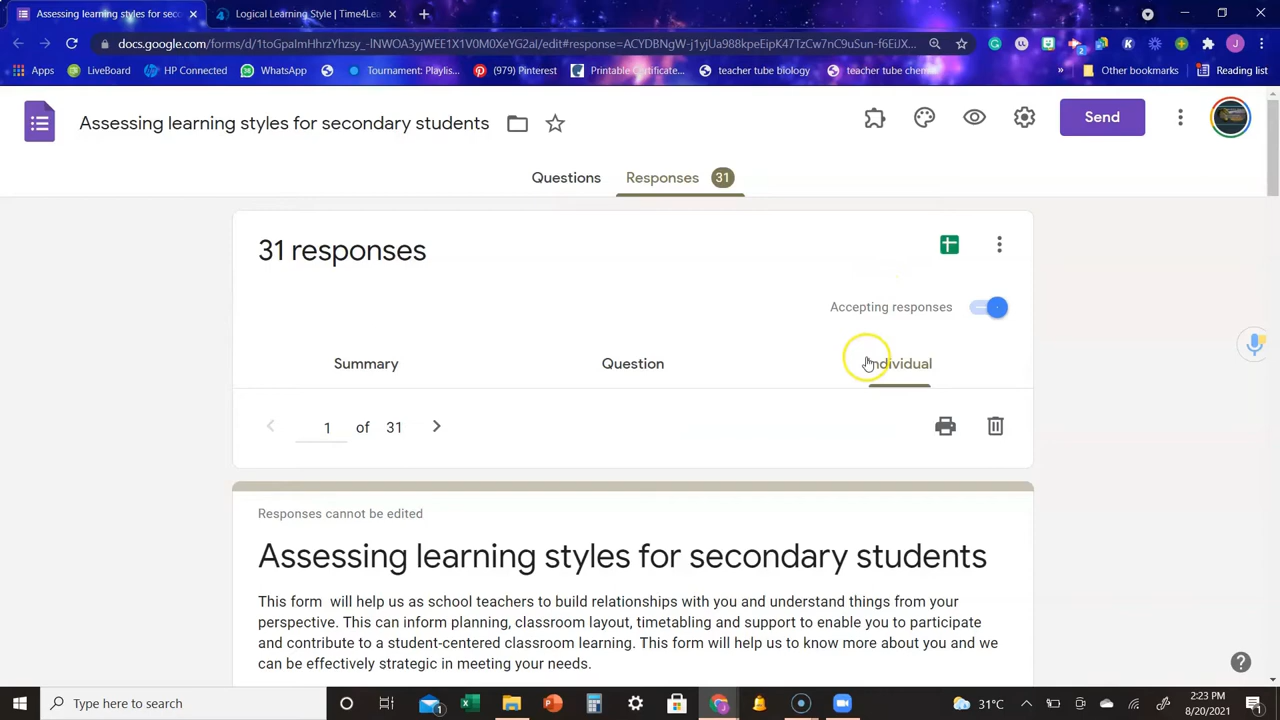 Assessing learning styles for seco
Logical Learning Style | Time4Lea
docs.google.com/forms/d/1toGpaImHhrzYhzsy_-lNWOA3yjWEE1X1V0M0XeYG2aI/edit#response=ACYDBNgW-j1yjUa988kpeEipK47TzCw7nC9uSun-f6EiJX...
Apps LiveBoard HP Connected WhatsApp Tournament: Playlis... (979) Pinterest Printable Certificate... teacher tube biology teacher tube chem » Other bookmarks Reading list
Assessing learning styles for secondary students Send
Questions Responses 31
31 responses
Accepting responses
Summary Question Individual
1 of 31
Responses cannot be edited
Assessing learning styles for secondary students
This form will help us as school teachers to build relationships with you and understand things from your
perspective. This can inform planning, classroom layout, timetabling and support to enable you to participate
and contribute to a student-centered classroom learning. This form will help us to know more about you and we
can be effectively strategic in meeting your needs.
Type here to search 31°C 2:23 PM
8/20/2021